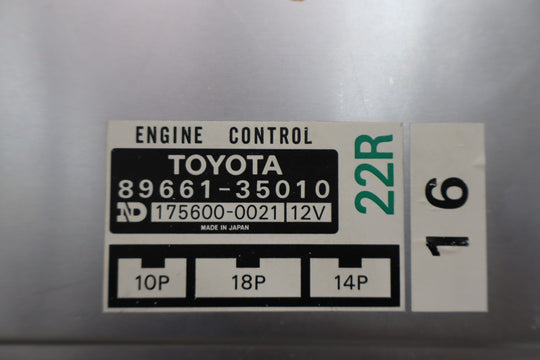 ENGINE CONTROL
TOYOTA
89661-35010
ND 175600-0021 12V
MADE IN JAPAN
22R
10P 18P 14P
16